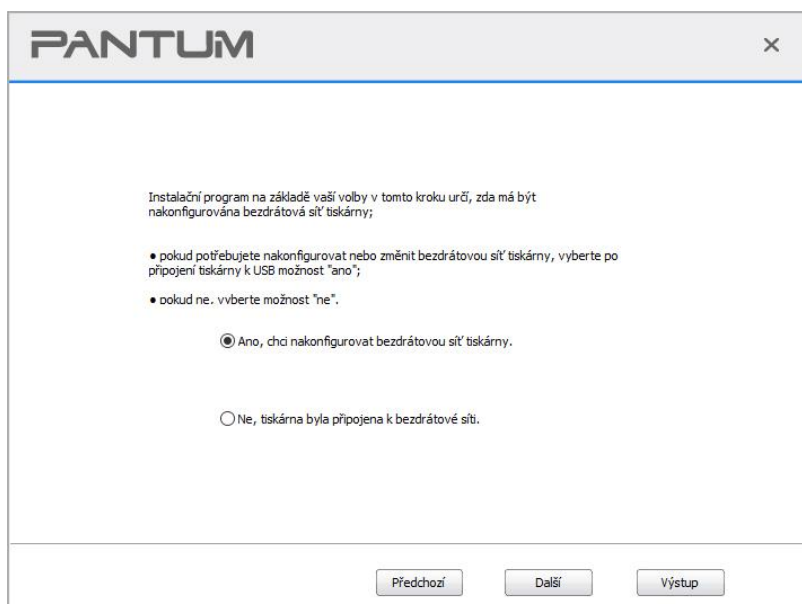 PANTUM
Instalační program na základě vaší volby v tomto kroku určí, zda má být
nakonfigurována bezdrátová síť tiskárny;
• pokud potřebujete nakonfigurovat nebo změnit bezdrátovou síť tiskárny, vyberte po
připojení tiskárny k USB možnost "ano";
• pokud ne, vyberte možnost "ne".
Ano, chci nakonfigurovat bezdrátovou síť tiskárny.
Ne, tiskárna byla připojena k bezdrátové síti.
Předchozí Další Výstup